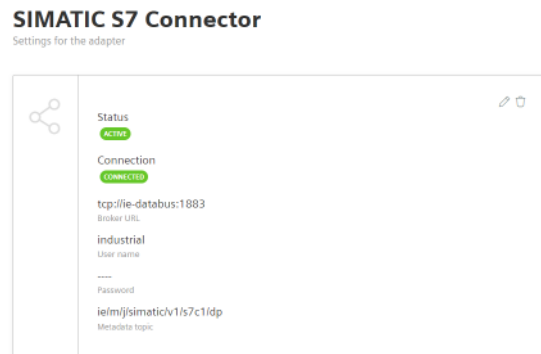 SIMATIC S7 Connector
Settings for the adapter
Status
ACTIVE
Connection
CONNECTED
tcp://ie-databus:1883
Broker URL
industrial
User name
----
Password
ie/m/j/simatic/v1/s7c1/dp
Metadata topic